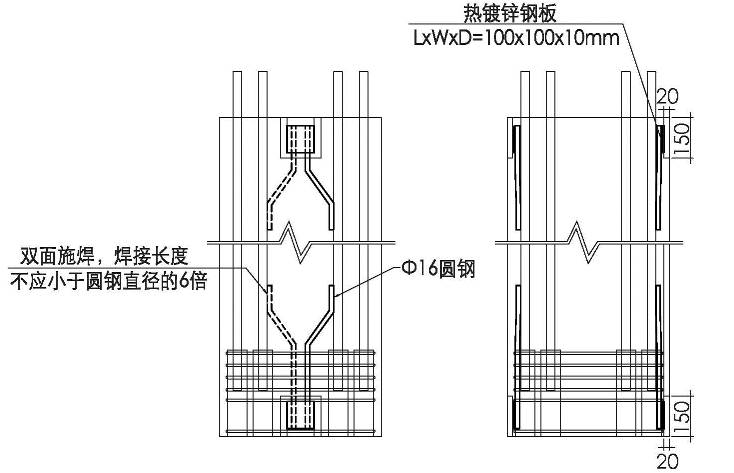 热镀锌钢板
LxWxD=100x100x10mm
20
150
双面施焊，焊接长度
不应小于圆钢直径的6倍
Φ16圆钢
150
20